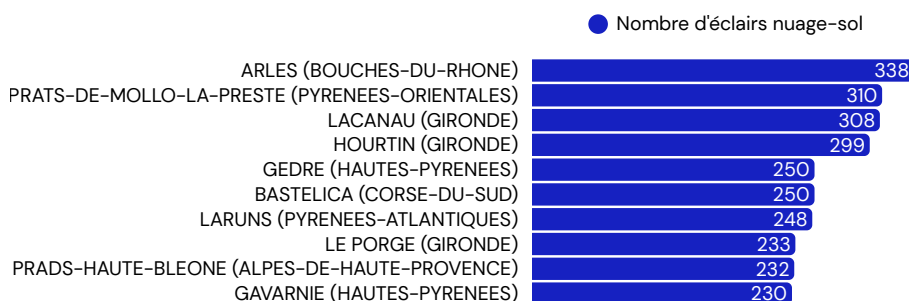 Nombre d'éclairs nuage-sol
ARLES (BOUCHES-DU-RHONE) 338
PRATS-DE-MOLLO-LA-PRESTE (PYRENEES-ORIENTALES) 310
LACANAU (GIRONDE) 308
HOURTIN (GIRONDE) 299
GEDRE (HAUTES-PYRENEES) 250
BASTELICA (CORSE-DU-SUD) 250
LARUNS (PYRENEES-ATLANTIQUES) 248
LE PORGE (GIRONDE) 233
PRADS-HAUTE-BLEONE (ALPES-DE-HAUTE-PROVENCE) 232
GAVARNIE (HAUTES-PYRENEES) 230